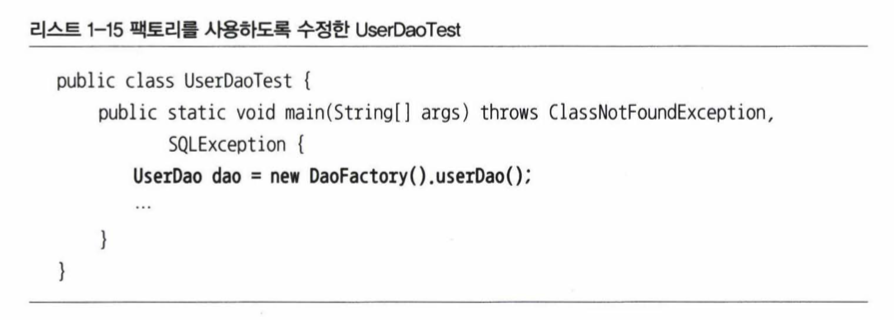 리스트 1-15 팩토리를 사용하도록 수정한 UserDaoTest
public class UserDaoTest {
public static void main(String[] args) throws ClassNotFoundException,
SQLException {
UserDao dao = new DaoFactory().userDao();
...
}
}